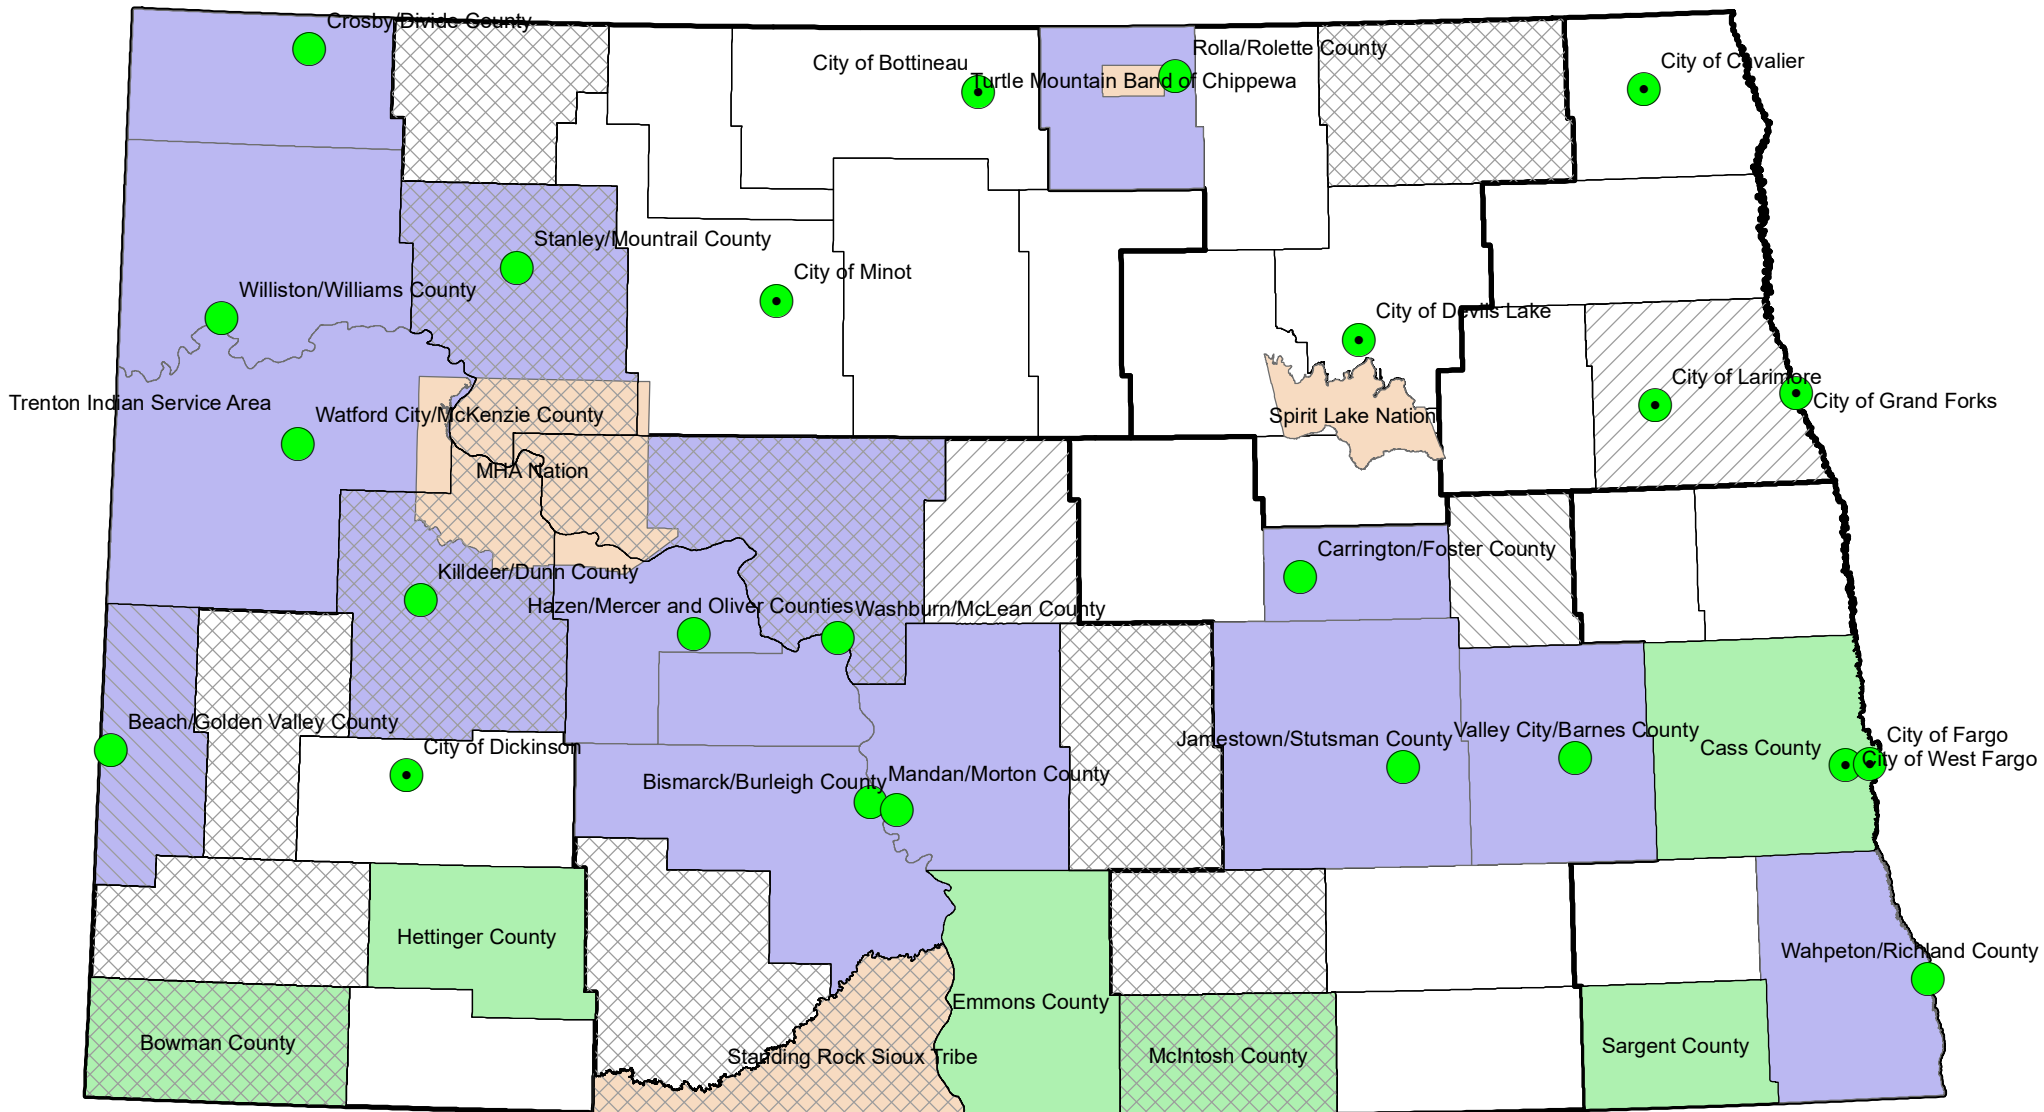 Crosby/Divide County
Rolla/Rolette County
City of Bottineau
City of Cavalier
Turtle Mountain Band of Chippewa
Stanley/Mountrail County
City of Minot
Williston/Williams County
City of Devils Lake
City of Larimore
City of Grand Forks
Trenton Indian Service Area
Watford City/McKenzie County
Spirit Lake Nation
MHA Nation
Carrington/Foster County
Killdeer/Dunn County
Hazen/Mercer and Oliver Counties
Washburn/McLean County
Beach/Golden Valley County
City of Dickinson
Jamestown/Stutsman County
Valley City/Barnes County
City of Fargo
Cass County
City of West Fargo
Bismarck/Burleigh County
Mandan/Morton County
Hettinger County
Wahpeton/Richland County
Emmons County
Bowman County
Standing Rock Sioux Tribe
McIntosh County
Sargent County